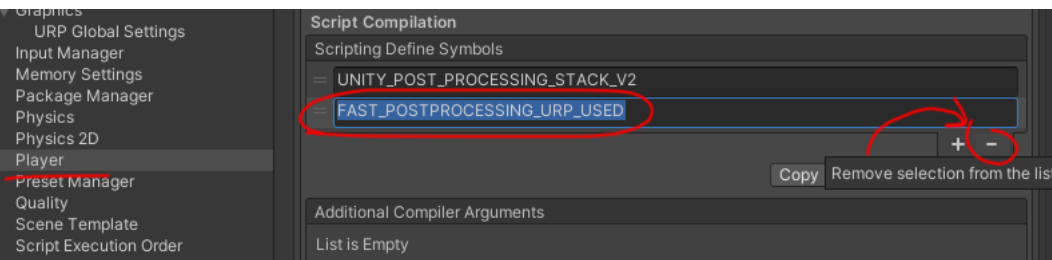 Graphics
URP Global Settings
Input Manager
Memory Settings
Package Manager
Physics
Physics 2D
Player
Preset Manager
Quality
Scene Template
Script Execution Order
Script Compilation
Scripting Define Symbols
UNITY_POST_PROCESSING_STACK_V2
FAST_POSTPROCESSING_URP_USED
+ −
Copy Remove selection from the list
Additional Compiler Arguments
List is Empty